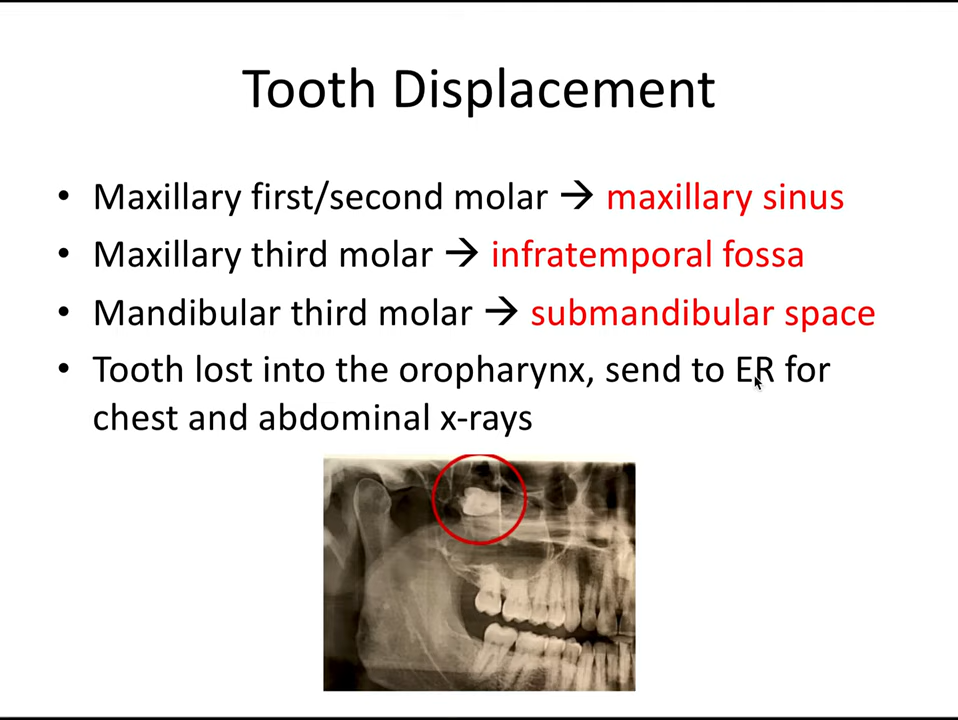 Tooth Displacement
• Maxillary first/second molar → maxillary sinus
• Maxillary third molar → infratemporal fossa
• Mandibular third molar → submandibular space
• Tooth lost into the oropharynx, send to ER for
chest and abdominal x-rays